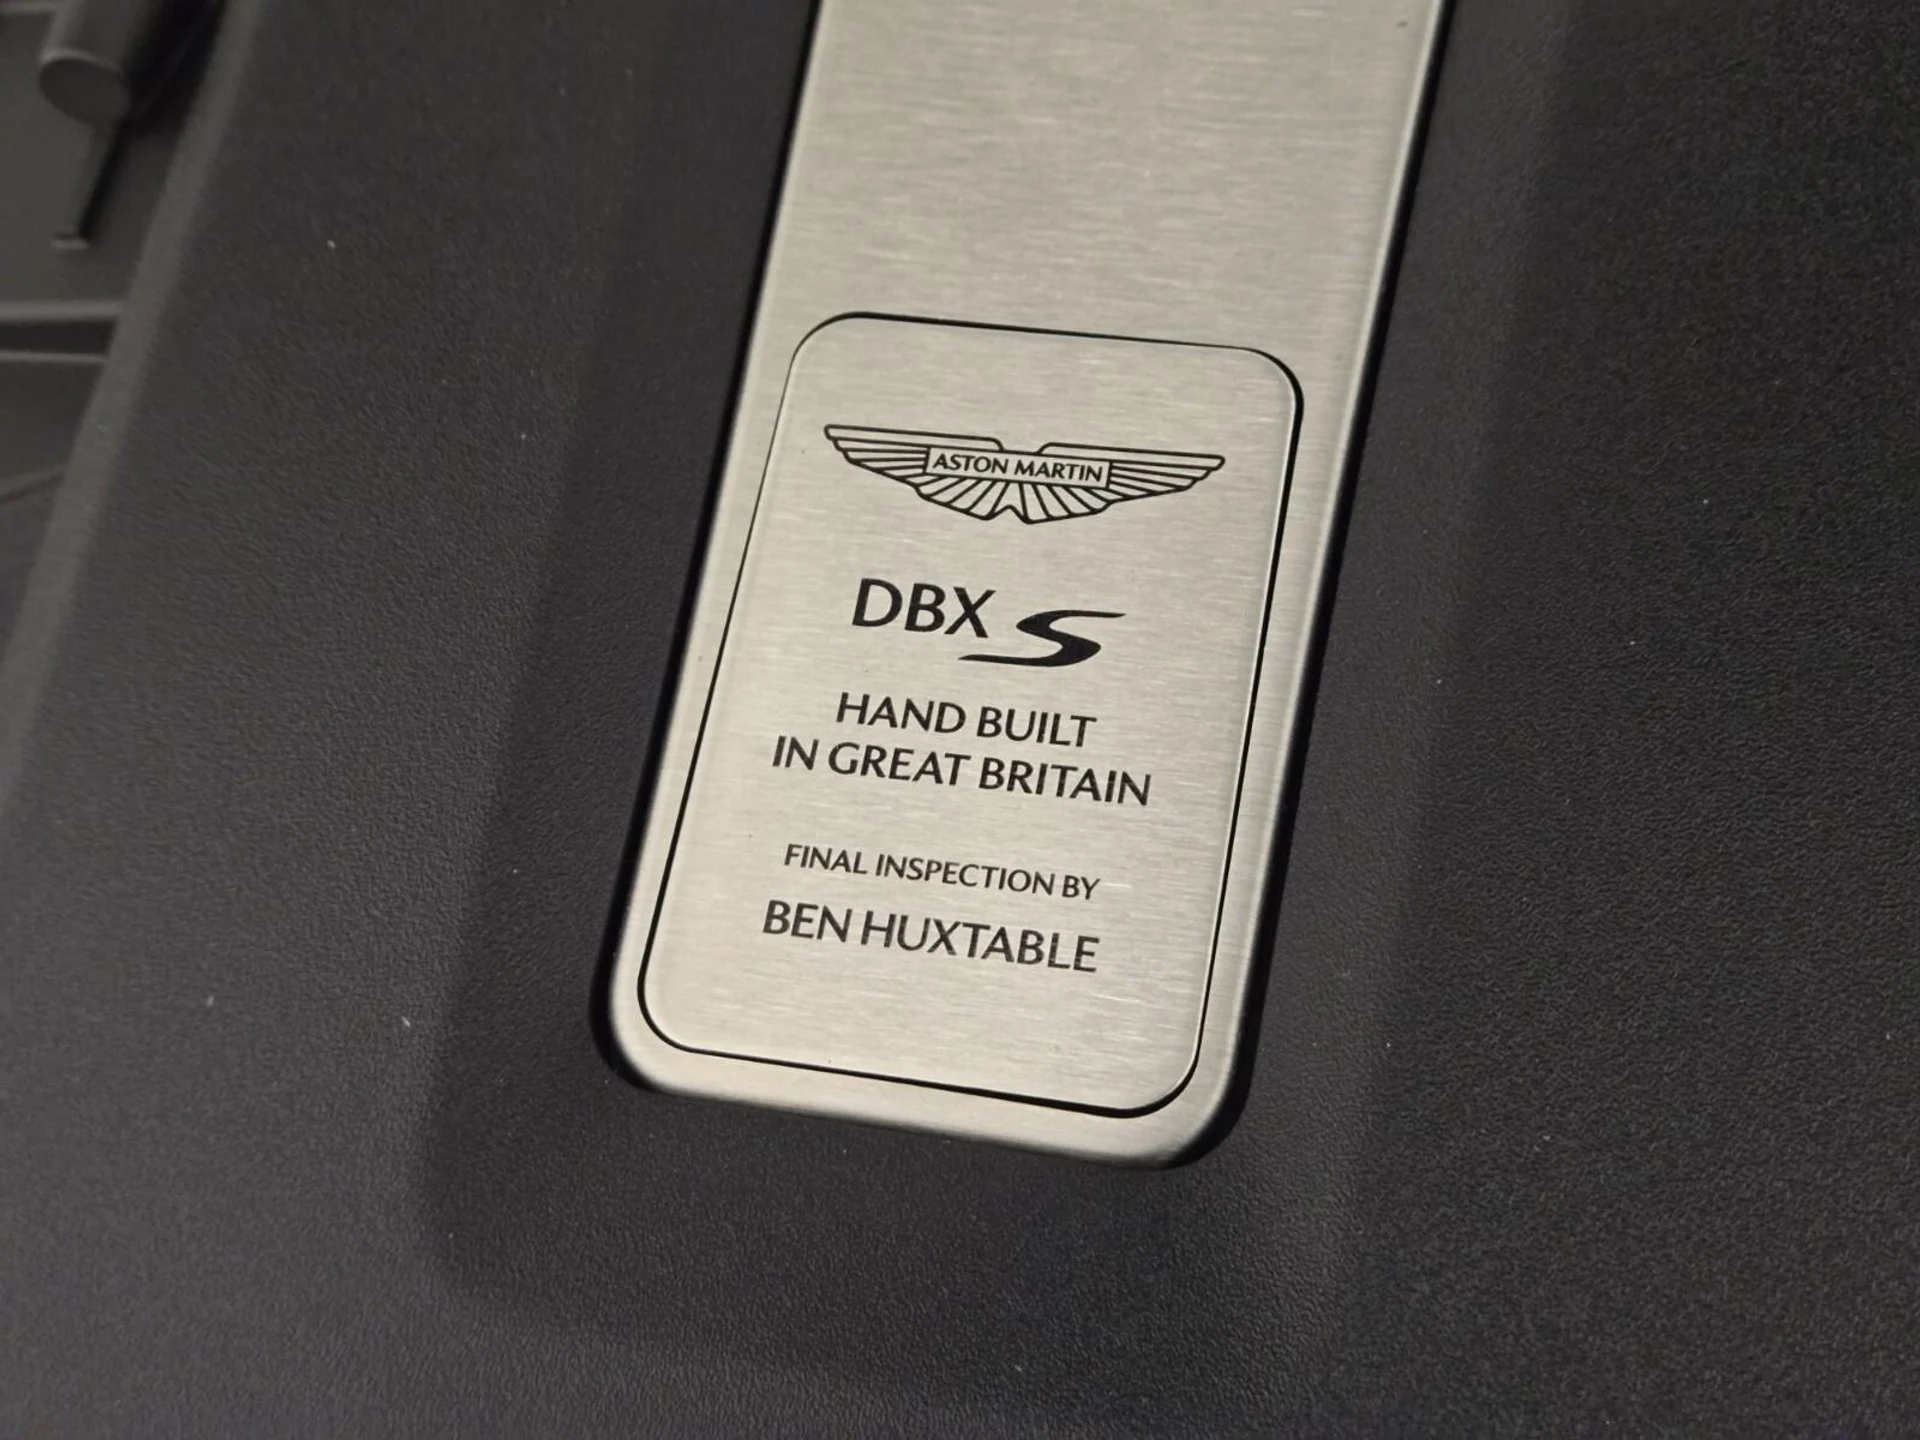 ASTON MARTIN
DBX S
HAND BUILT
IN GREAT BRITAIN
FINAL INSPECTION BY
BEN HUXTABLE